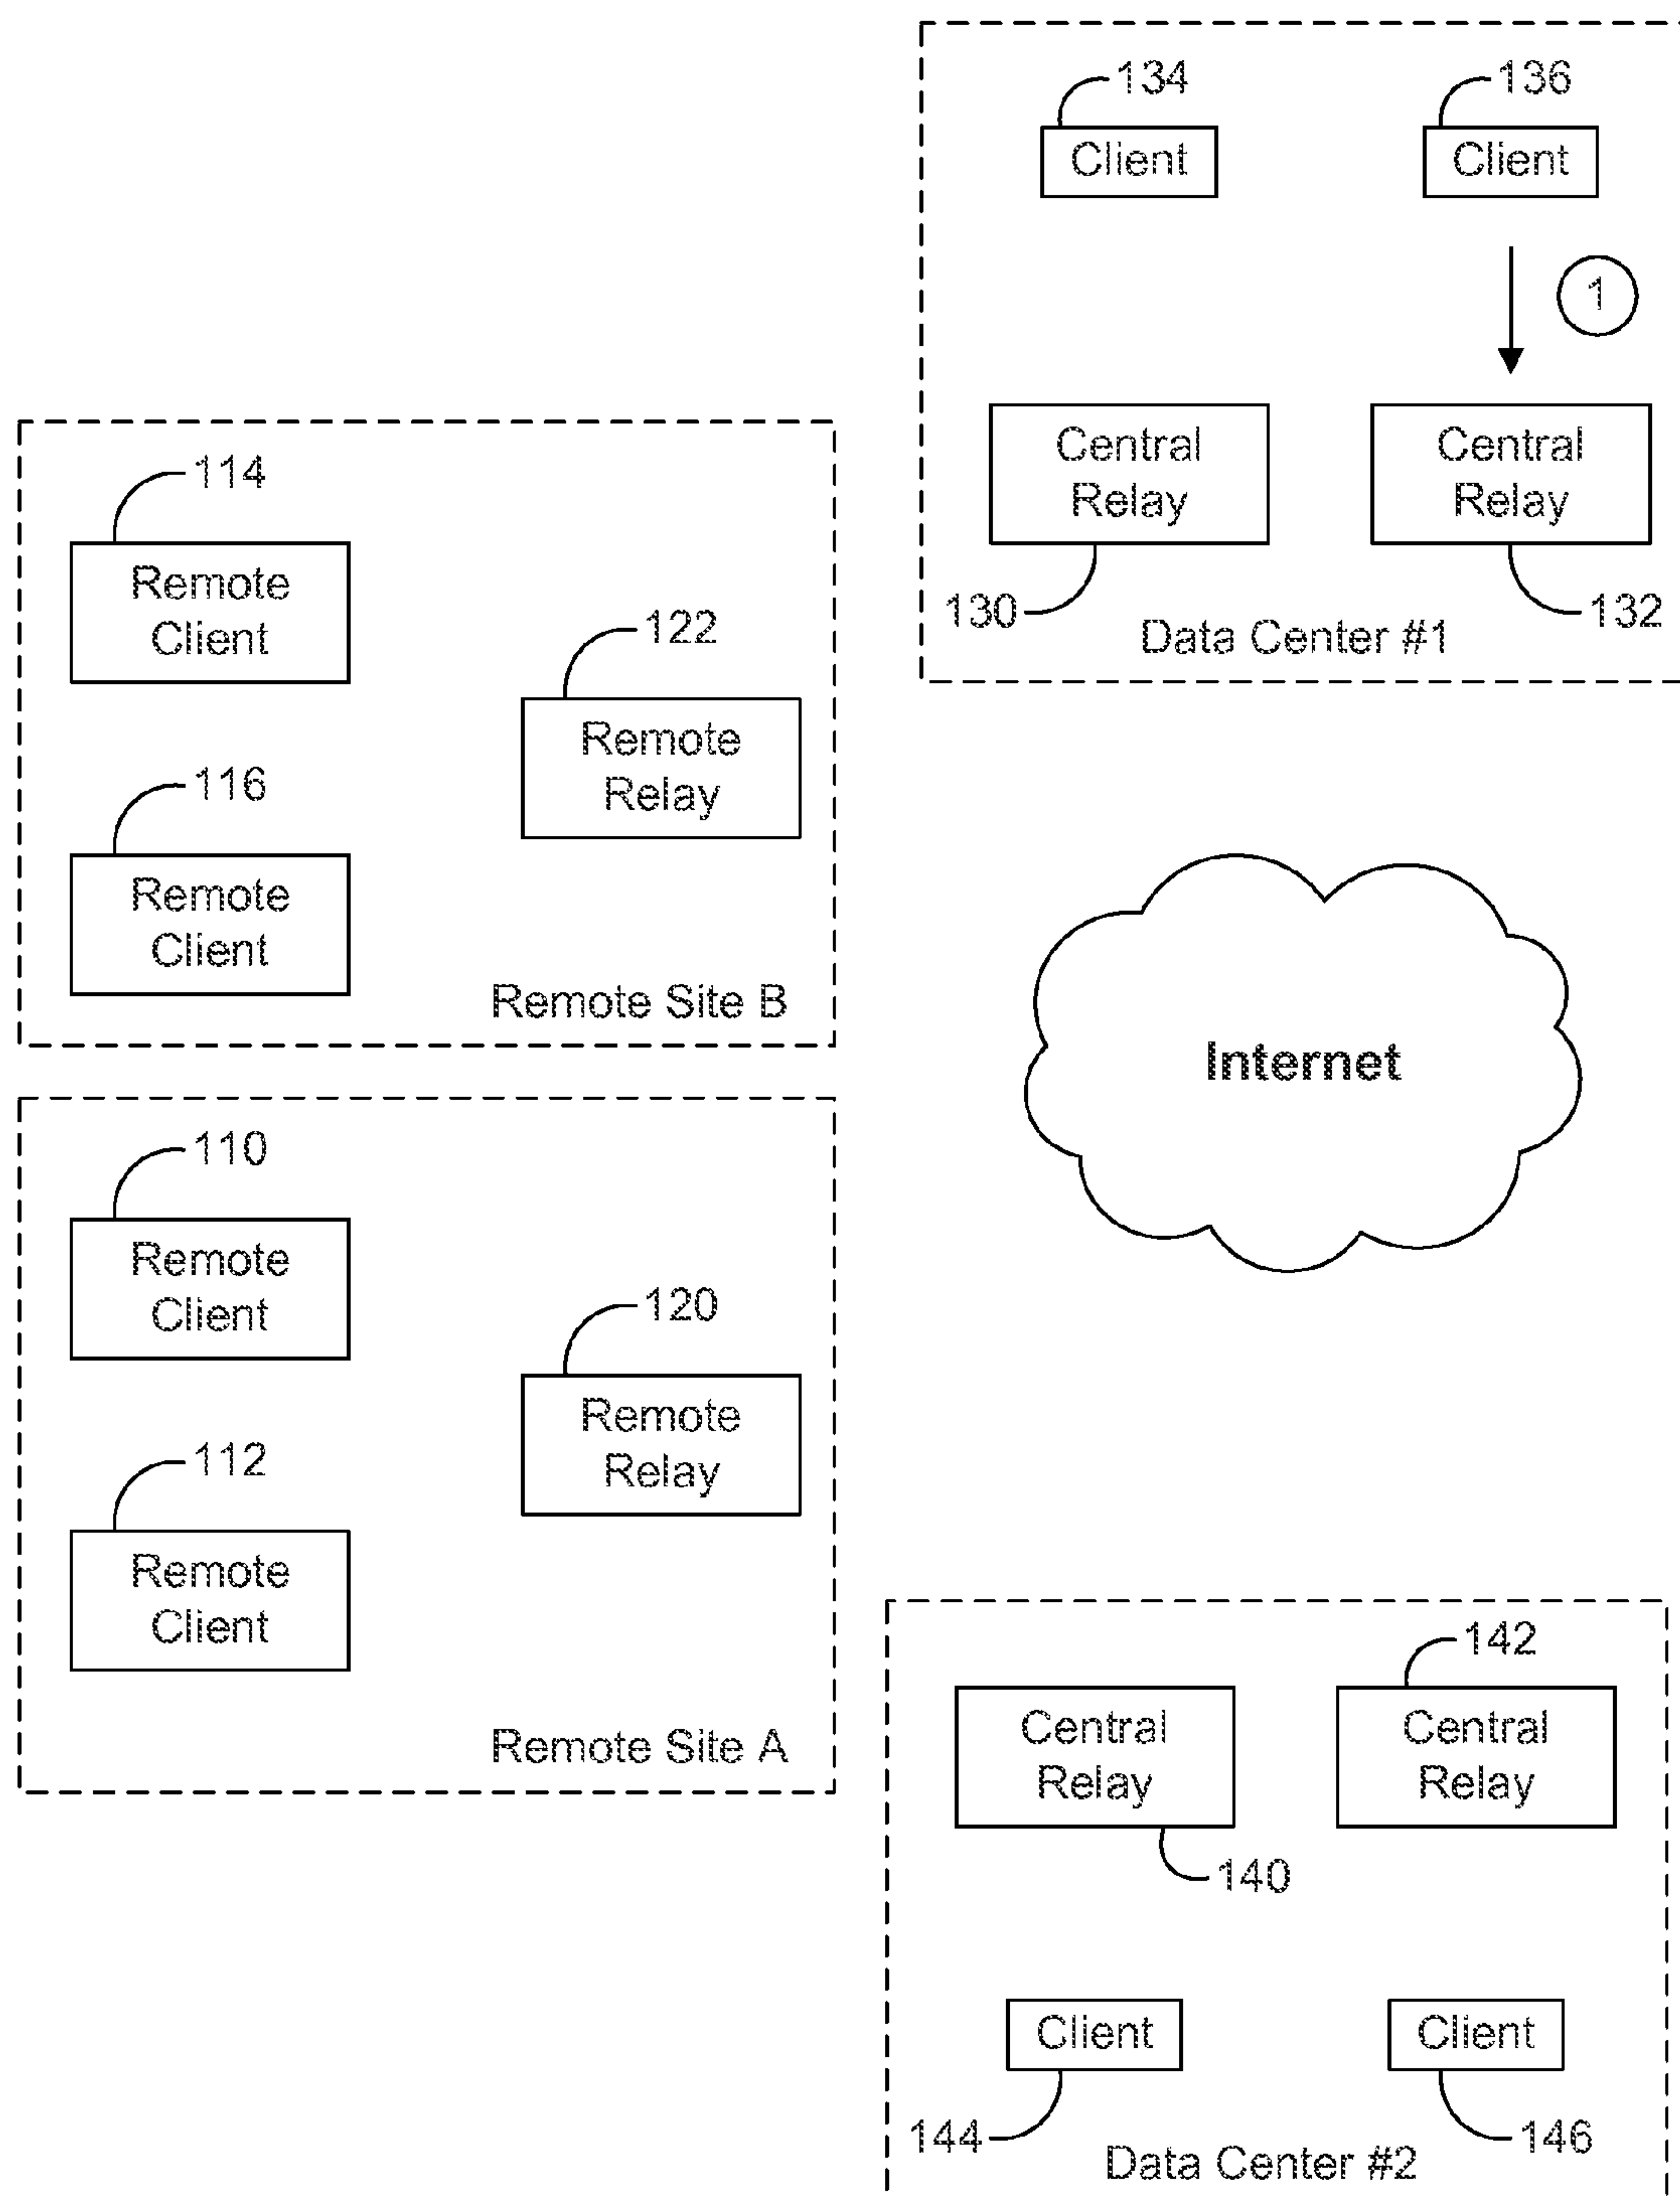 134
136
Client
Client
1
Central
Relay
Central
Relay
130
132
Data Center #1
114
Remote
Client
122
Remote
Relay
116
Remote
Client
Remote Site B
Internet
110
Remote
Client
120
Remote
Relay
112
Remote
Client
Remote Site A
142
Central
Relay
Central
Relay
140
Client
Client
144
146
Data Center #2